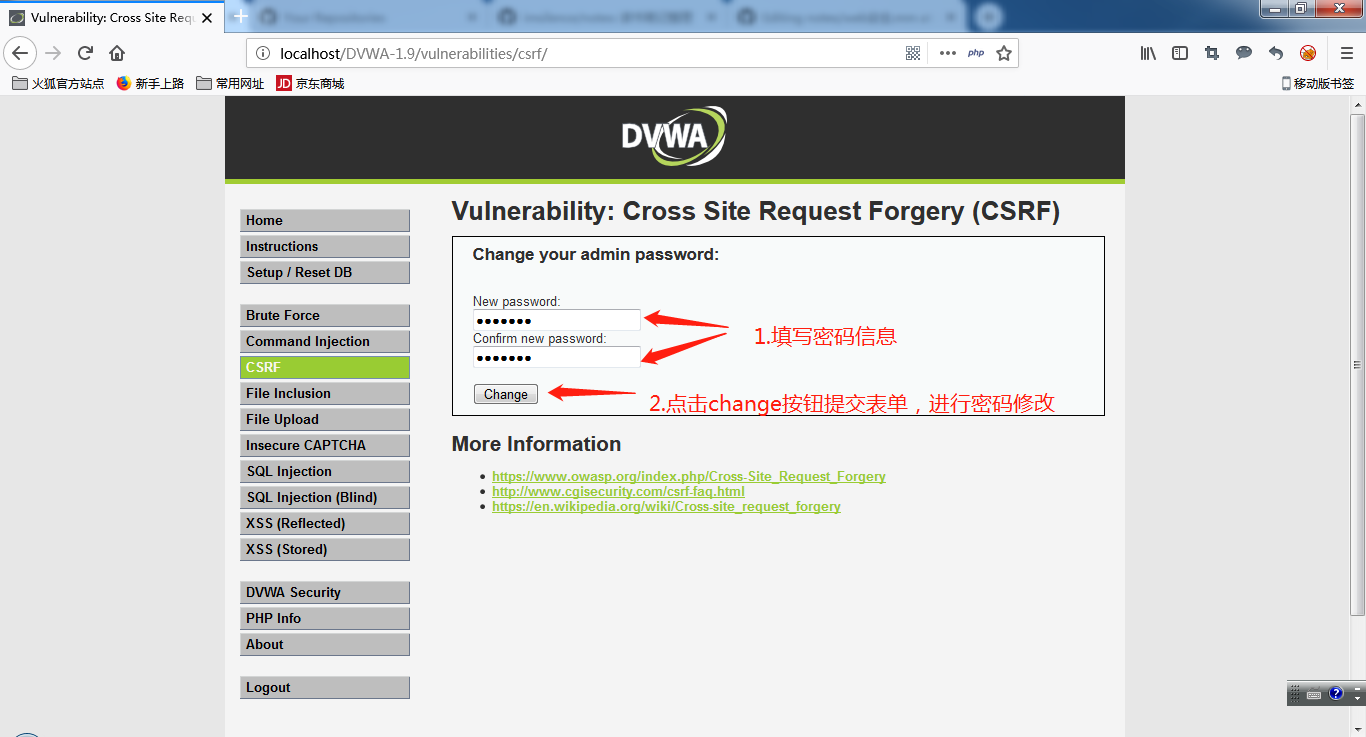 Vulnerability: Cross Site Requ
localhost/DVWA-1.9/vulnerabilities/csrf/
php
火狐官方站点
新手上路
常用网址
JD 京东商城
移动版书签
DVWA
Home
Instructions
Setup / Reset DB
Brute Force
Command Injection
CSRF
File Inclusion
File Upload
Insecure CAPTCHA
SQL Injection
SQL Injection (Blind)
XSS (Reflected)
XSS (Stored)
DVWA Security
PHP Info
About
Logout
Vulnerability: Cross Site Request Forgery (CSRF)
Change your admin password:
New password:
●●●●●●●
1.填写密码信息
Confirm new password:
●●●●●●●
Change
2.点击change按钮提交表单，进行密码修改
More Information
https://www.owasp.org/index.php/Cross-Site_Request_Forgery
http://www.cgisecurity.com/csrf-faq.html
https://en.wikipedia.org/wiki/Cross-site_request_forgery